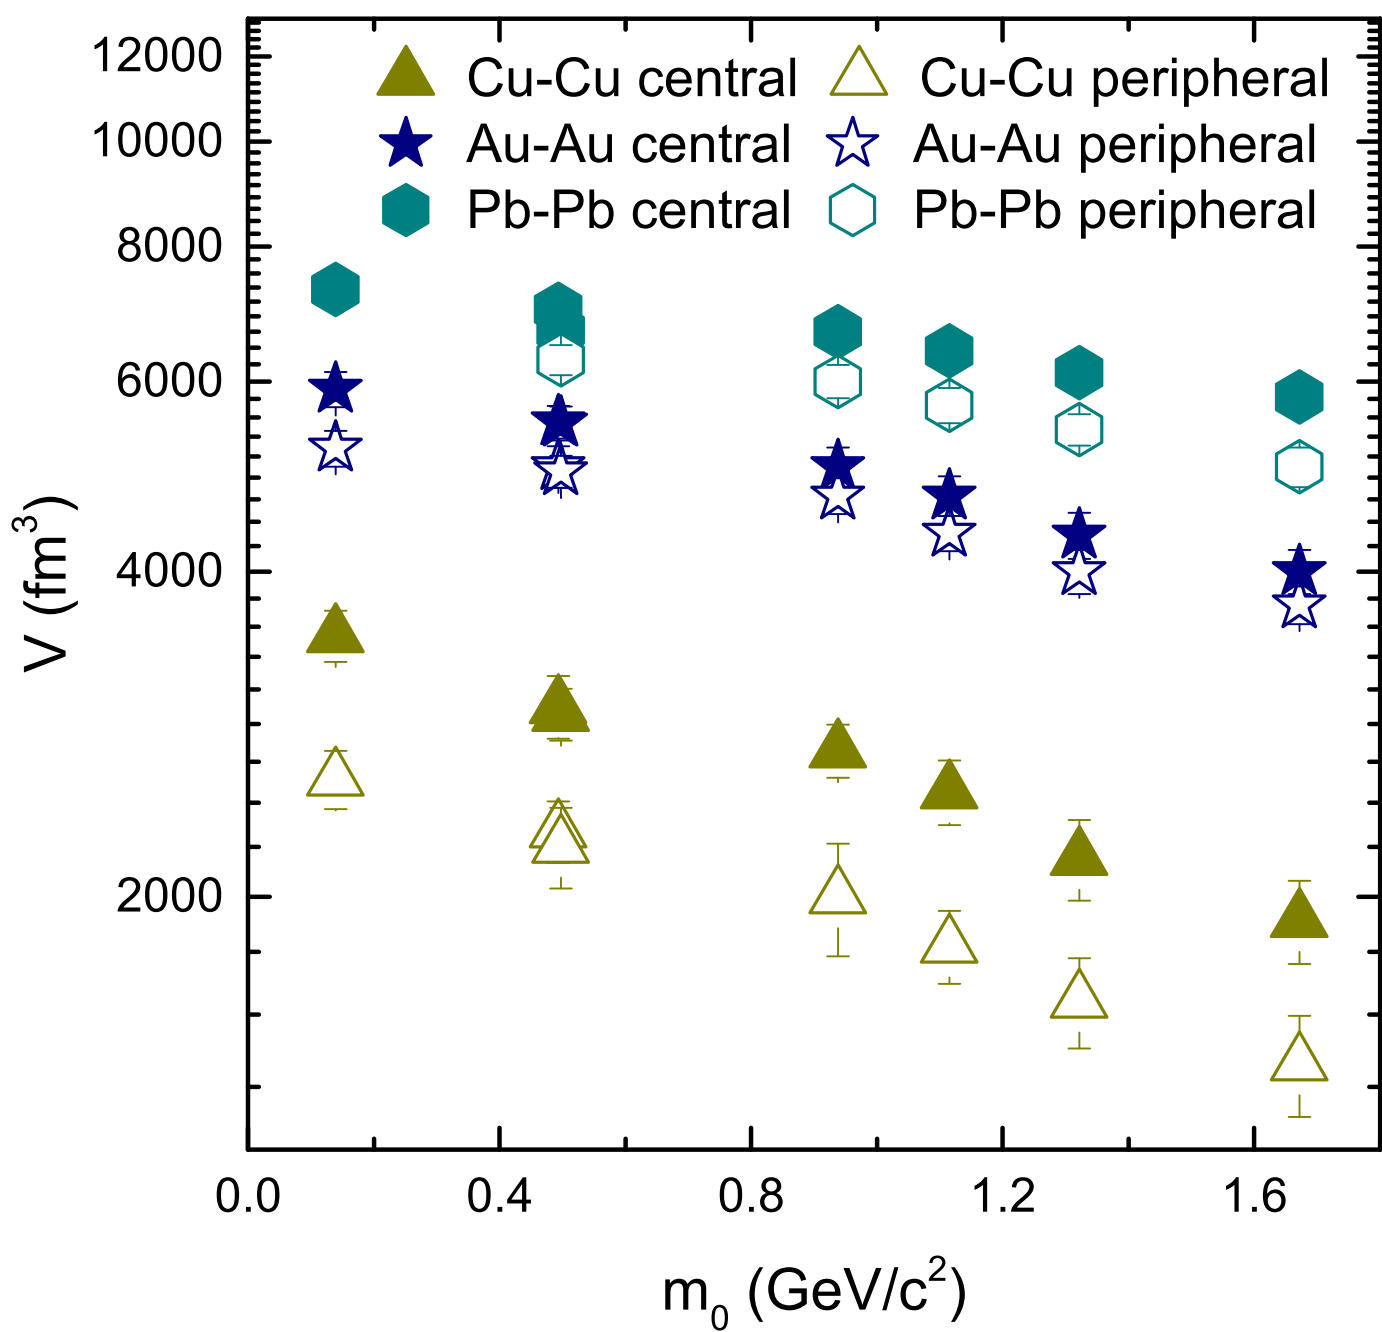 12000
10000
8000
6000
4000
2000
Cu-Cu central
Cu-Cu peripheral
Au-Au central
Au-Au peripheral
Pb-Pb central
Pb-Pb peripheral
V (fm³)
0.0 0.4 0.8 1.2 1.6
m₀ (GeV/c²)